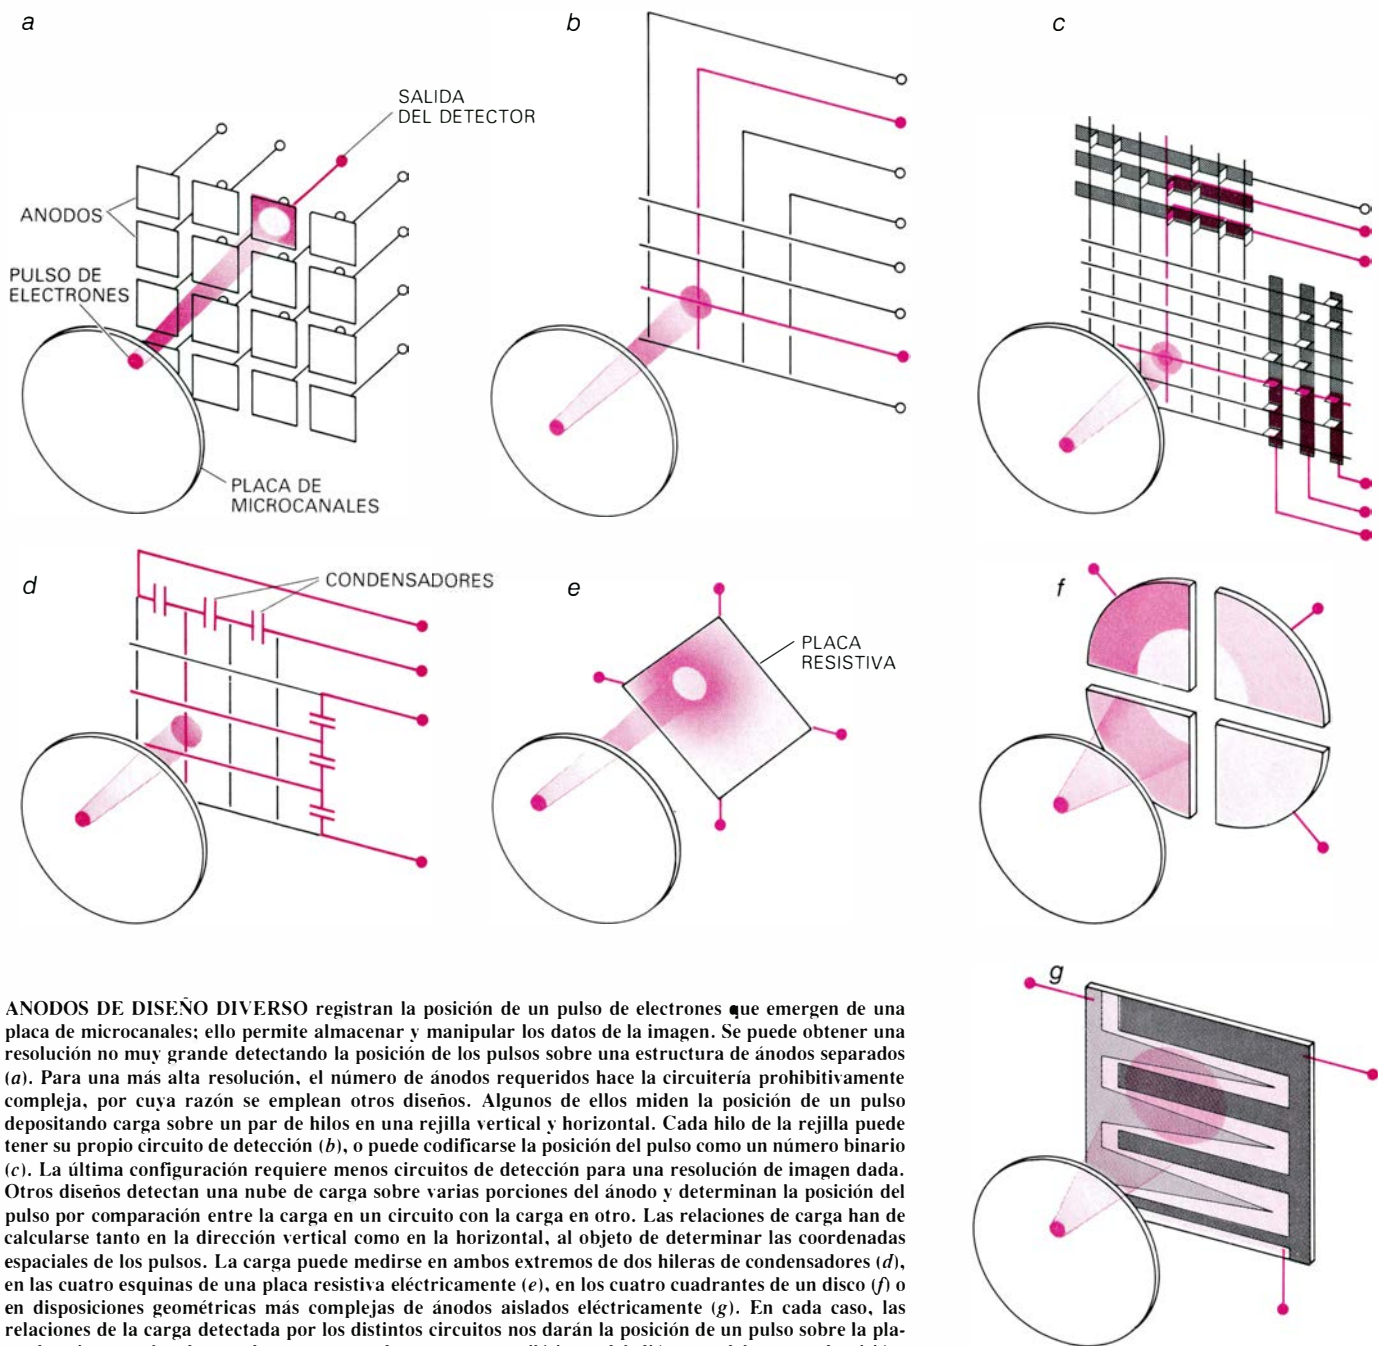 a
b
c
SALIDA
DEL DETECTOR
ANODOS
PULSO DE
ELECTRONES
PLACA DE
MICROCANALES
d
CONDENSADORES
e
PLACA
RESISTIVA
f
g
ANODOS DE DISEÑO DIVERSO registran la posición de un pulso de electrones que emergen de una
placa de microcanales; ello permite almacenar y manipular los datos de la imagen. Se puede obtener una
resolución no muy grande detectando la posición de los pulsos sobre una estructura de ánodos separados
(a). Para una más alta resolución, el número de ánodos requeridos hace la circuitería prohibitivamente
compleja, por cuya razón se emplean otros diseños. Algunos de ellos miden la posición de un pulso
depositando carga sobre un par de hilos en una rejilla vertical y horizontal. Cada hilo de la rejilla puede
tener su propio circuito de detección (b), o puede codificarse la posición del pulso como un número binario
(c). La última configuración requiere menos circuitos de detección para una resolución de imagen dada.
Otros diseños detectan una nube de carga sobre varias porciones del ánodo y determinan la posición del
pulso por comparación entre la carga en un circuito con la carga en otro. Las relaciones de carga han de
calcularse tanto en la dirección vertical como en la horizontal, al objeto de determinar las coordenadas
espaciales de los pulsos. La carga puede medirse en ambos extremos de dos hileras de condensadores (d),
en las cuatro esquinas de una placa resistiva eléctricamente (e), en los cuatro cuadrantes de un disco (f) o
en disposiciones geométricas más complejas de ánodos aislados eléctricamente (g). En cada caso, las
relaciones de la carga detectada por los distintos circuitos nos darán la posición de un pulso sobre la pla-